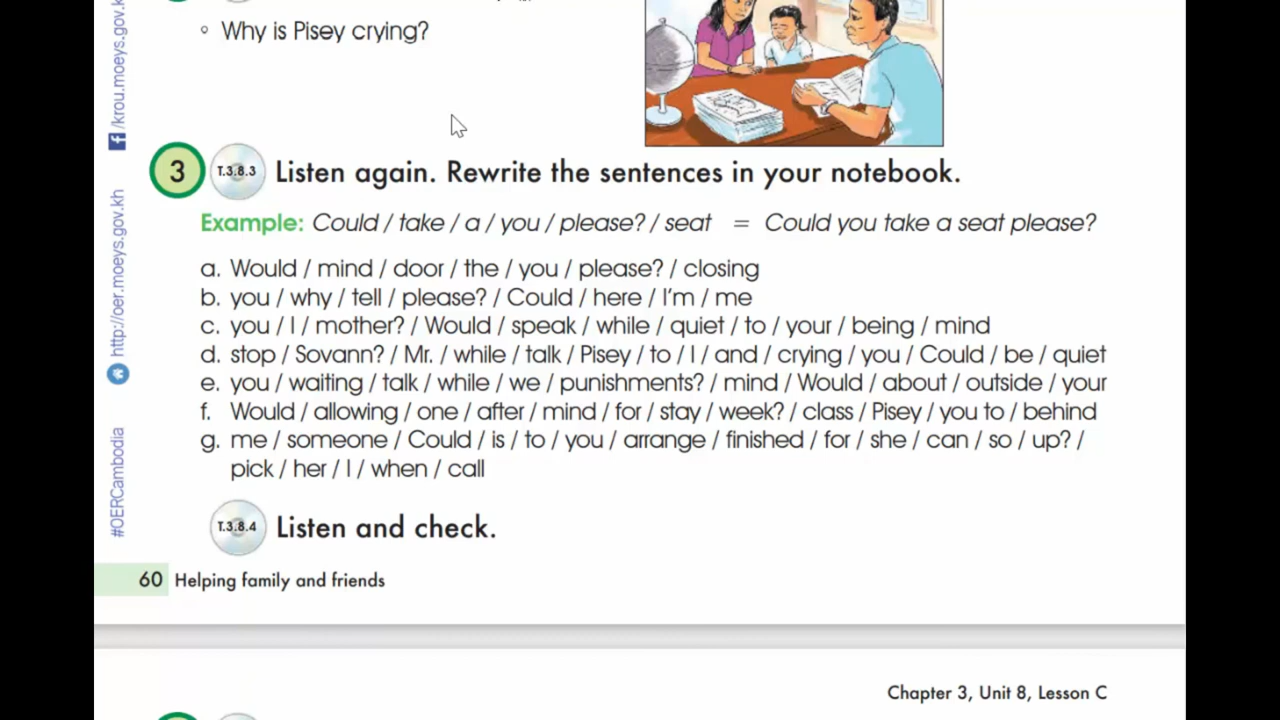 Why is Pisey crying?
3 T.3.8.3 Listen again. Rewrite the sentences in your notebook.
Example: Could / take / a / you / please? / seat = Could you take a seat please?
a. Would / mind / door / the / you / please? / closing
b. you / why / tell / please? / Could / here / I'm / me
c. you / I / mother? / Would / speak / while / quiet / to / your / being / mind
d. stop / Sovann? / Mr. / while / talk / Pisey / to / I / and / crying / you / Could / be / quiet
e. you / waiting / talk / while / we / punishments? / mind / Would / about / outside / your
f. Would / allowing / one / after / mind / for / stay / week? / class / Pisey / you to / behind
g. me / someone / Could / is / to / you / arrange / finished / for / she / can / so / up? /
pick / her / I / when / call
T.3.8.4 Listen and check.
60 Helping family and friends
Chapter 3, Unit 8, Lesson C
f /krou.moeys.gov.k
http://oer.moeys.gov.kh
#OERCambodia